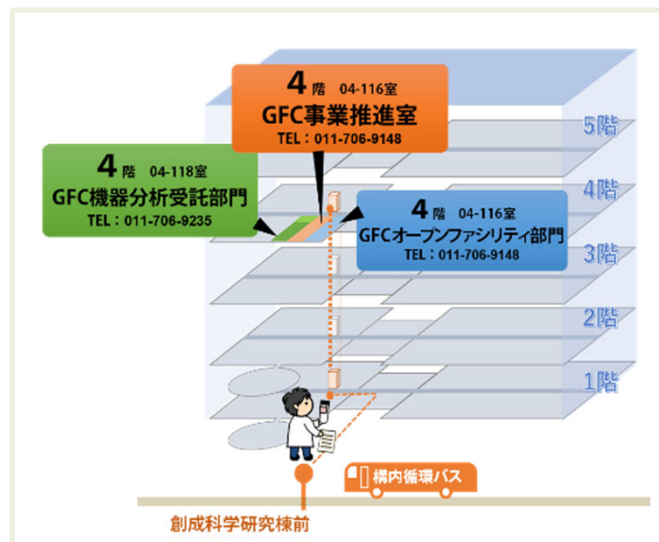 4階 04-116室
GFC事業推進室
TEL：011-706-9148
4階 04-118室
GFC機器分析受託部門
TEL：011-706-9235
4階 04-116室
GFCオープンファシリティ部門
TEL：011-706-9148
5階
4階
3階
2階
1階
構内循環バス
創成科学研究棟前